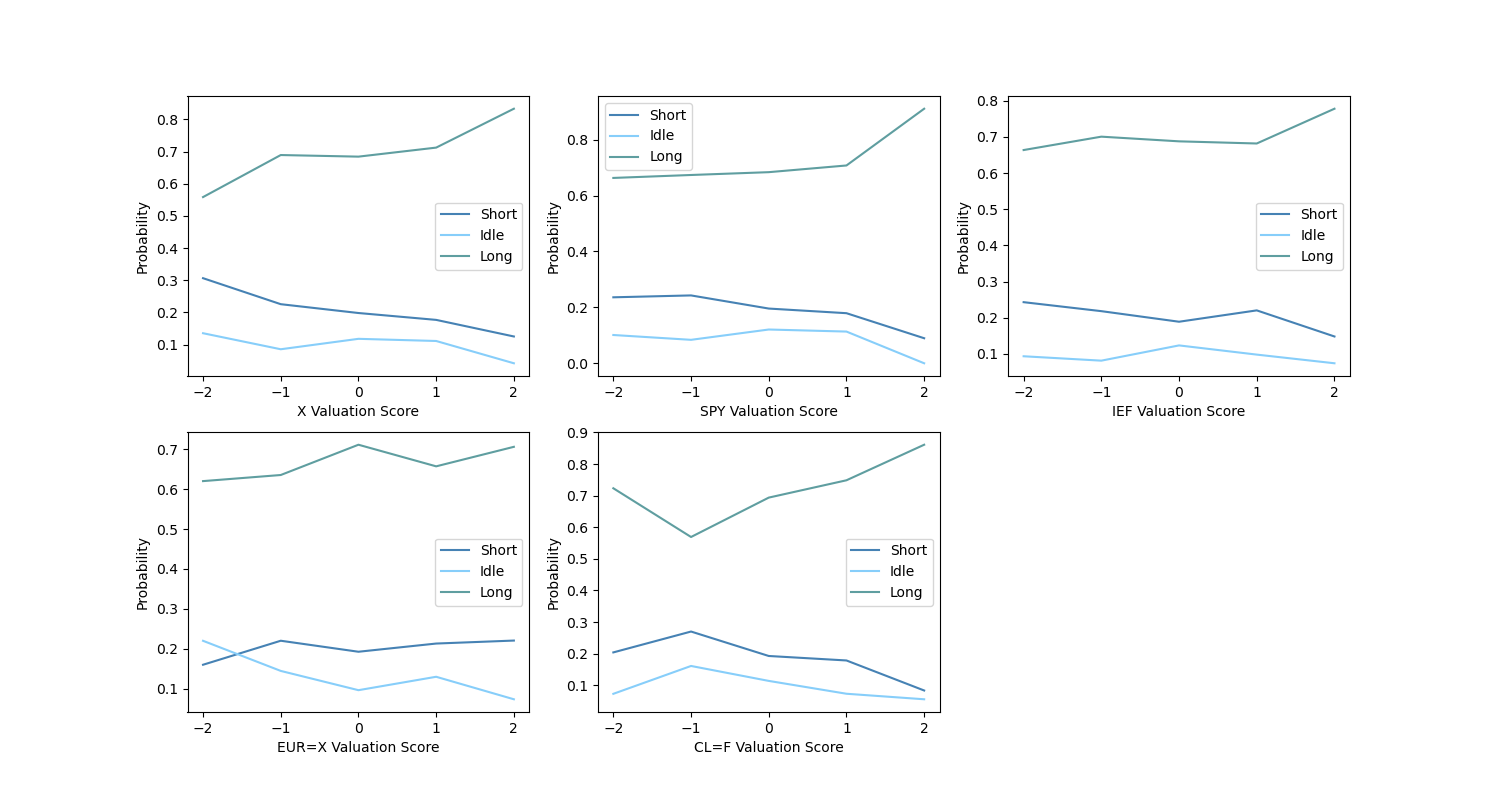 0.8
0.7
0.6
0.5
0.4
0.3
0.2
0.1
Probability
−2 −1 0 1 2
X Valuation Score
Short
Idle
Long
0.8
0.6
0.4
0.2
0.0
Probability
−2 −1 0 1 2
SPY Valuation Score
Short
Idle
Long
0.8
0.7
0.6
0.5
0.4
0.3
0.2
0.1
Probability
−2 −1 0 1 2
IEF Valuation Score
Short
Idle
Long
0.7
0.6
0.5
0.4
0.3
0.2
0.1
Probability
−2 −1 0 1 2
EUR=X Valuation Score
Short
Idle
Long
0.9
0.8
0.7
0.6
0.5
0.4
0.3
0.2
0.1
Probability
−2 −1 0 1 2
CL=F Valuation Score
Short
Idle
Long